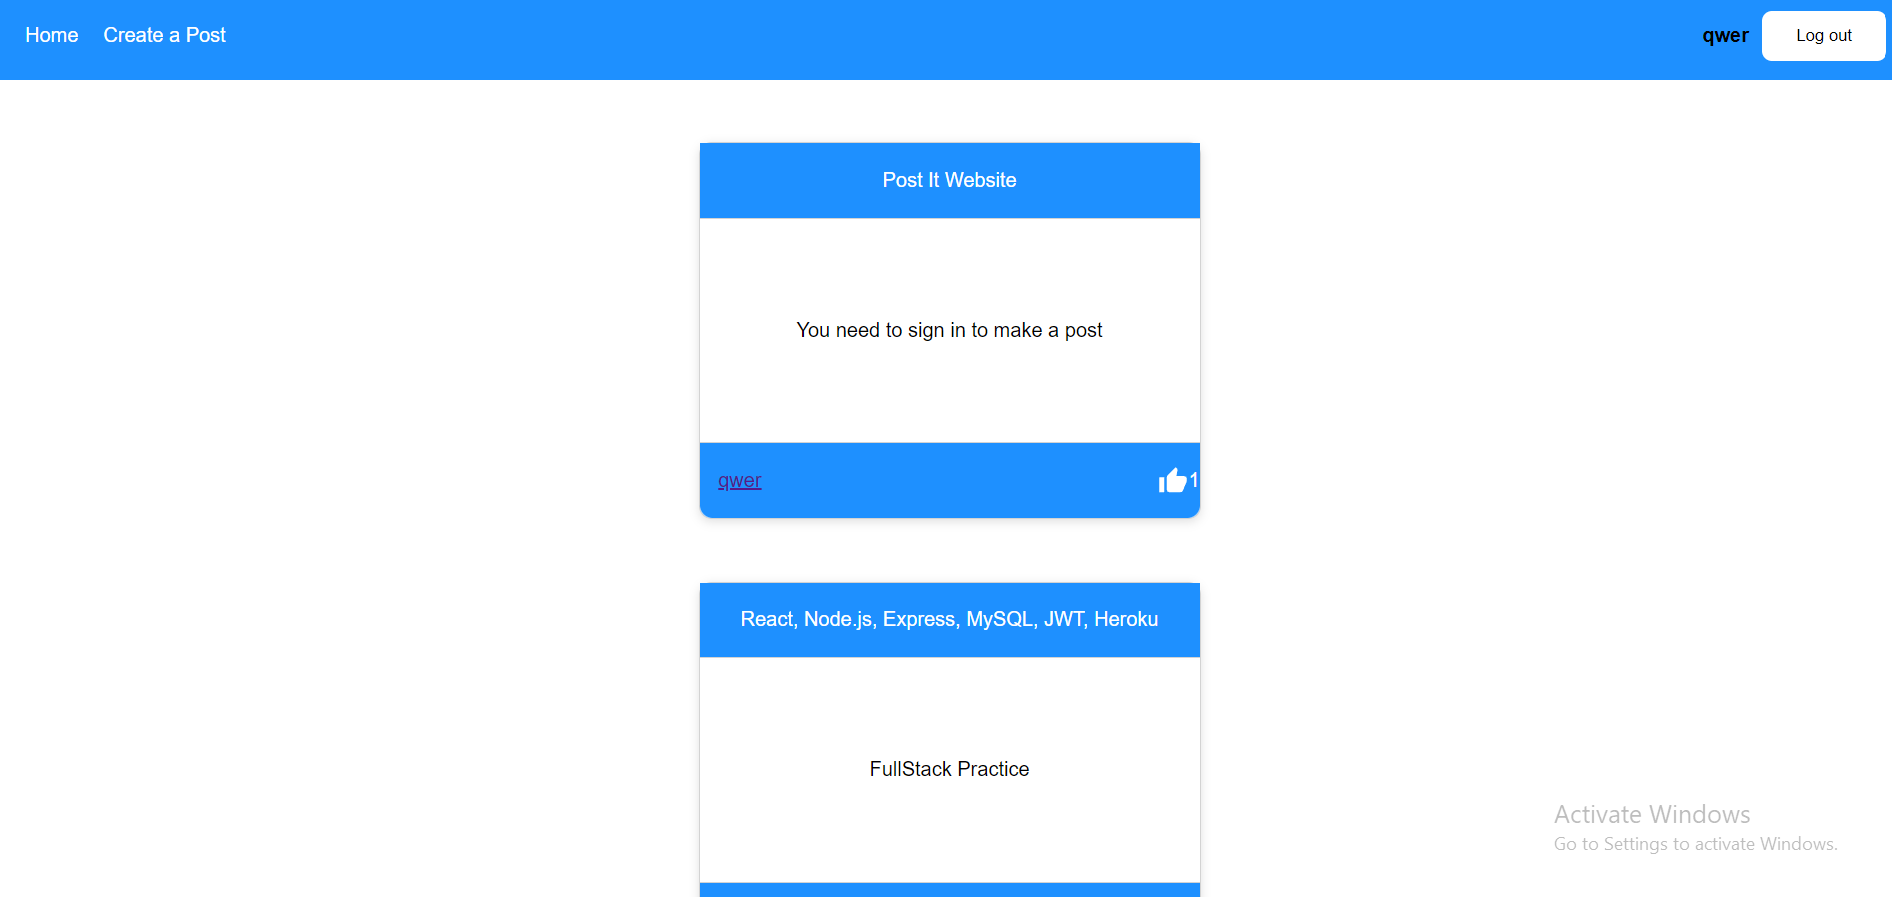 Home Create a Post qwer Log out
Post It Website
You need to sign in to make a post
qwer 1
React, Node.js, Express, MySQL, JWT, Heroku
FullStack Practice
Activate Windows
Go to Settings to activate Windows.